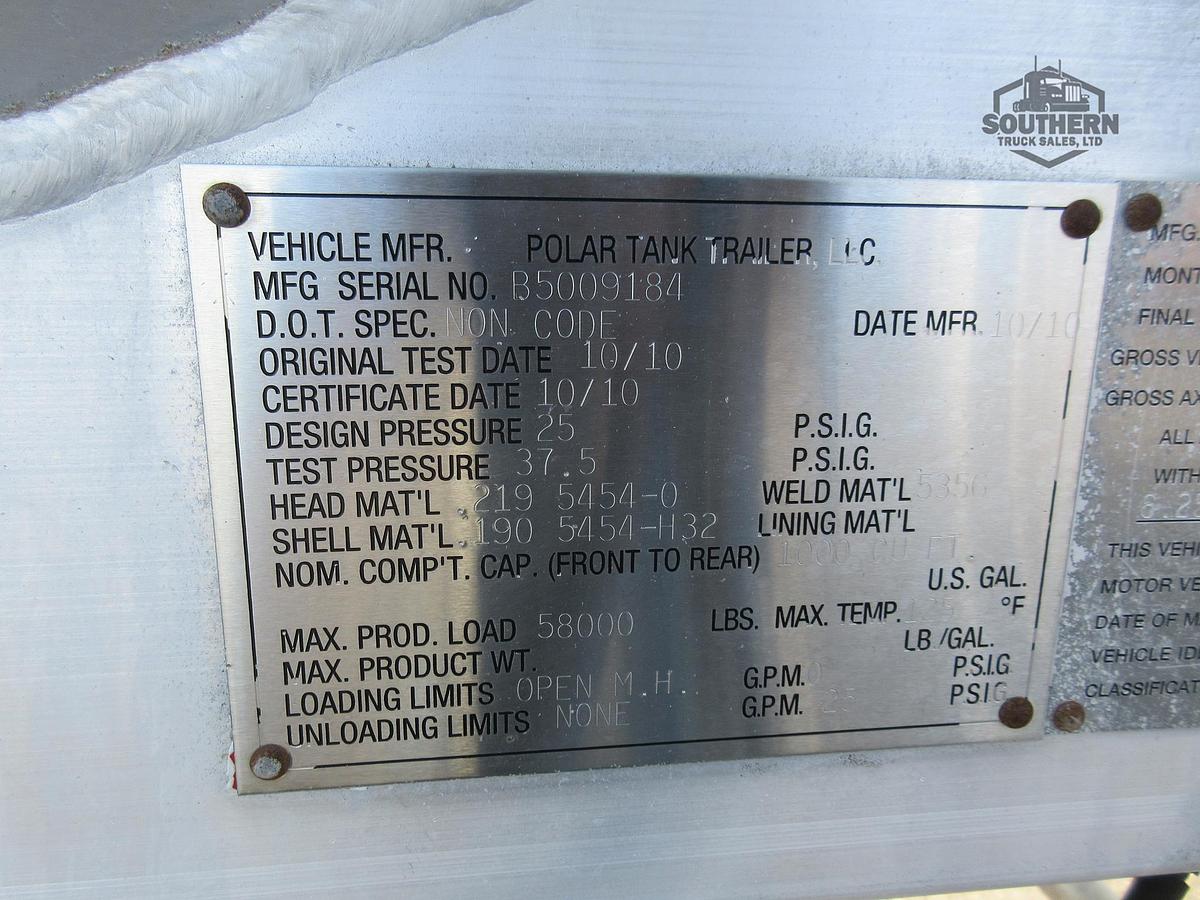 SOUTHERN
TRUCK SALES, LTD
VEHICLE MFR. POLAR TANK TRAILER, LLC
MFG SERIAL NO. B5009184
D.O.T. SPEC. NON CODE DATE MFR. 10/10
ORIGINAL TEST DATE 10/10
CERTIFICATE DATE 10/10
DESIGN PRESSURE 25 P.S.I.G.
TEST PRESSURE 37.5 P.S.I.G.
HEAD MAT'L .219 5454-0 WELD MAT'L 5356
SHELL MAT'L .190 5454-H32 LINING MAT'L
NOM. COMP'T. CAP. (FRONT TO REAR) 1000 CU FT.
U.S. GAL.
MAX. PROD. LOAD 58000 LBS. MAX. TEMP. °F
MAX. PRODUCT WT. LB /GAL.
LOADING LIMITS OPEN M.H. G.P.M. 0 P.S.I.G
UNLOADING LIMITS NONE G.P.M. 25 PSIG
MFG.
MONT
FINAL
GROSS V
GROSS AX
ALL
WITH
THIS VEHI
MOTOR VE
DATE OF M
VEHICLE IDE
CLASSIFICAT